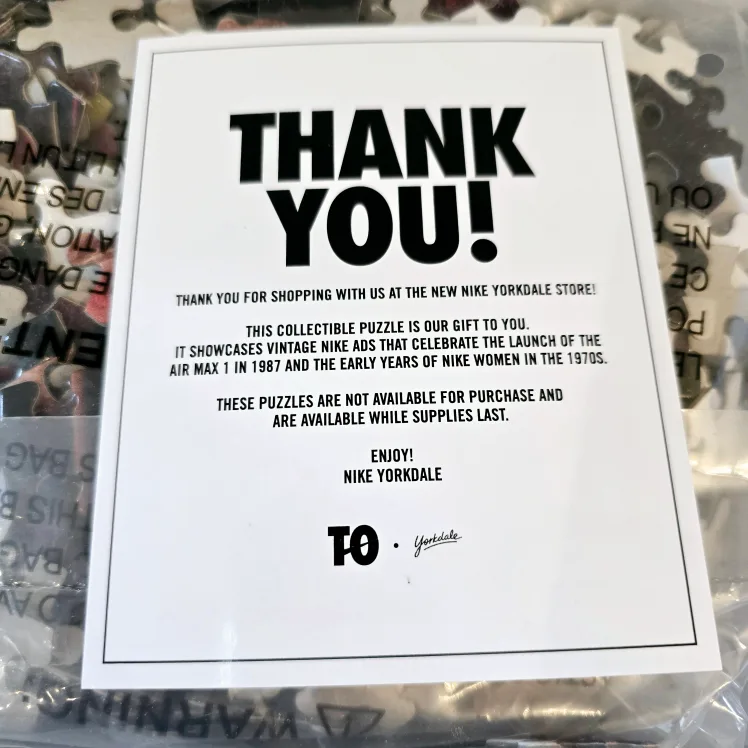 THANK
YOU!
THANK YOU FOR SHOPPING WITH US AT THE NEW NIKE YORKDALE STORE!
THIS COLLECTIBLE PUZZLE IS OUR GIFT TO YOU.
IT SHOWCASES VINTAGE NIKE ADS THAT CELEBRATE THE LAUNCH OF THE
AIR MAX 1 IN 1987 AND THE EARLY YEARS OF NIKE WOMEN IN THE 1970S.
THESE PUZZLES ARE NOT AVAILABLE FOR PURCHASE AND
ARE AVAILABLE WHILE SUPPLIES LAST.
ENJOY!
NIKE YORKDALE
TO • Yorkdale
WARNING
THIS
BAG